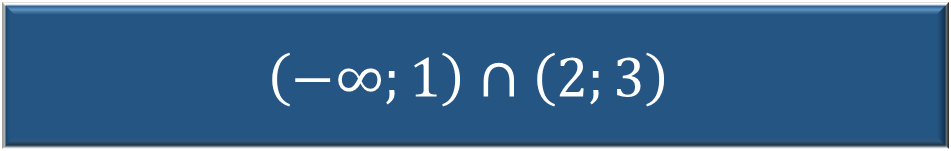 (−∞; 1) ∩ (2; 3)